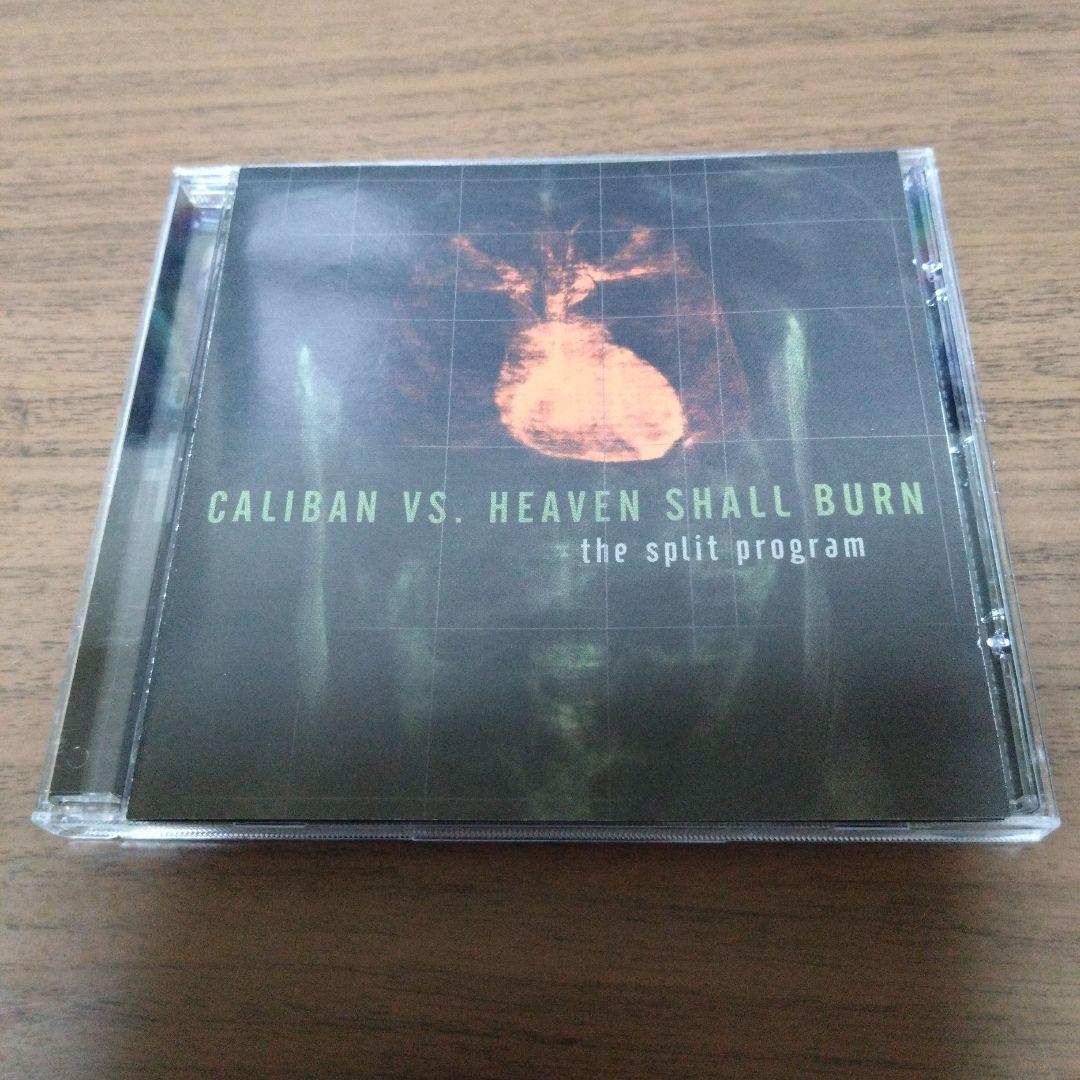 CALIBAN VS. HEAVEN SHALL BURN
the split program